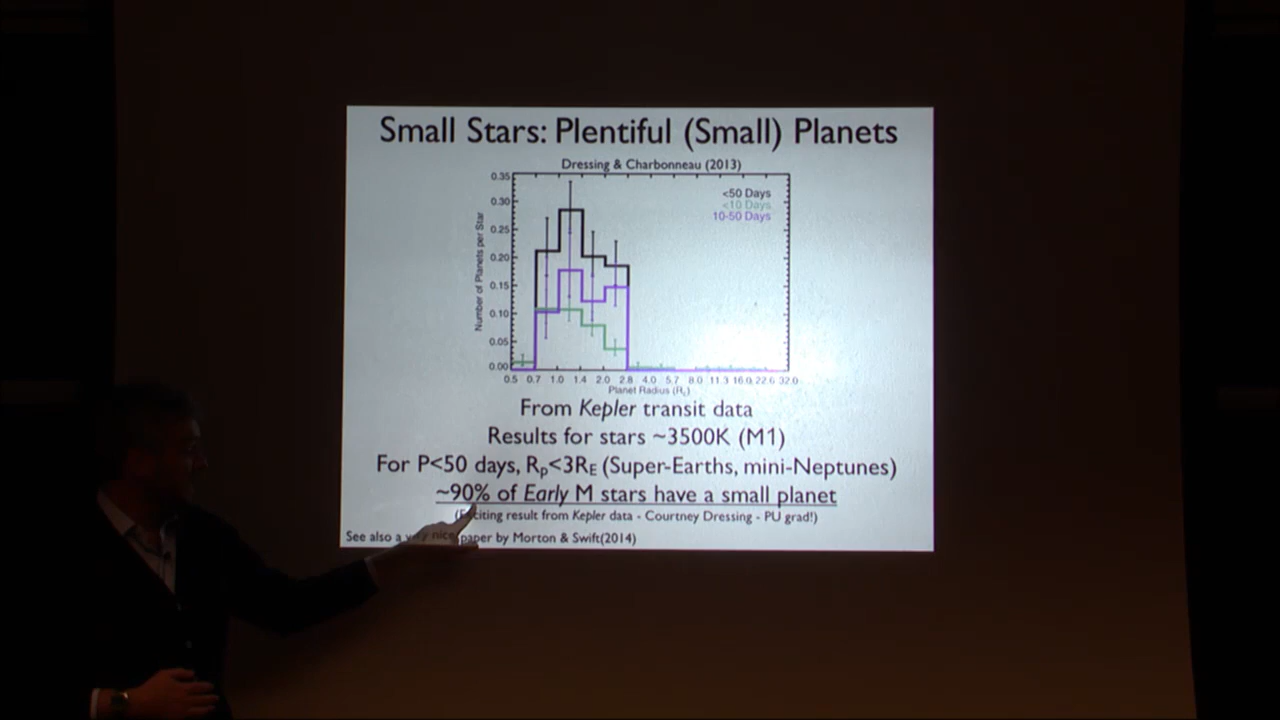 Small Stars: Plentiful (Small) Planets
Dressing & Charbonneau (2013)
0.35
0.30
0.25
0.20
0.15
0.10
0.05
0.00
Number of Planets per Star
<50 Days
<10 Days
10-50 Days
0.5 0.7 1.0 1.4 2.0 2.8 4.0 5.7 8.0 11.3 16.0 22.6 32.0
Planet Radius (RE)
From Kepler transit data
Results for stars ~3500K (M1)
For P<50 days, Rp<3RE (Super-Earths, mini-Neptunes)
~90% of Early M stars have a small planet
(Exciting result from Kepler data - Courtney Dressing - PU grad!)
See also a very nice paper by Morton & Swift(2014)